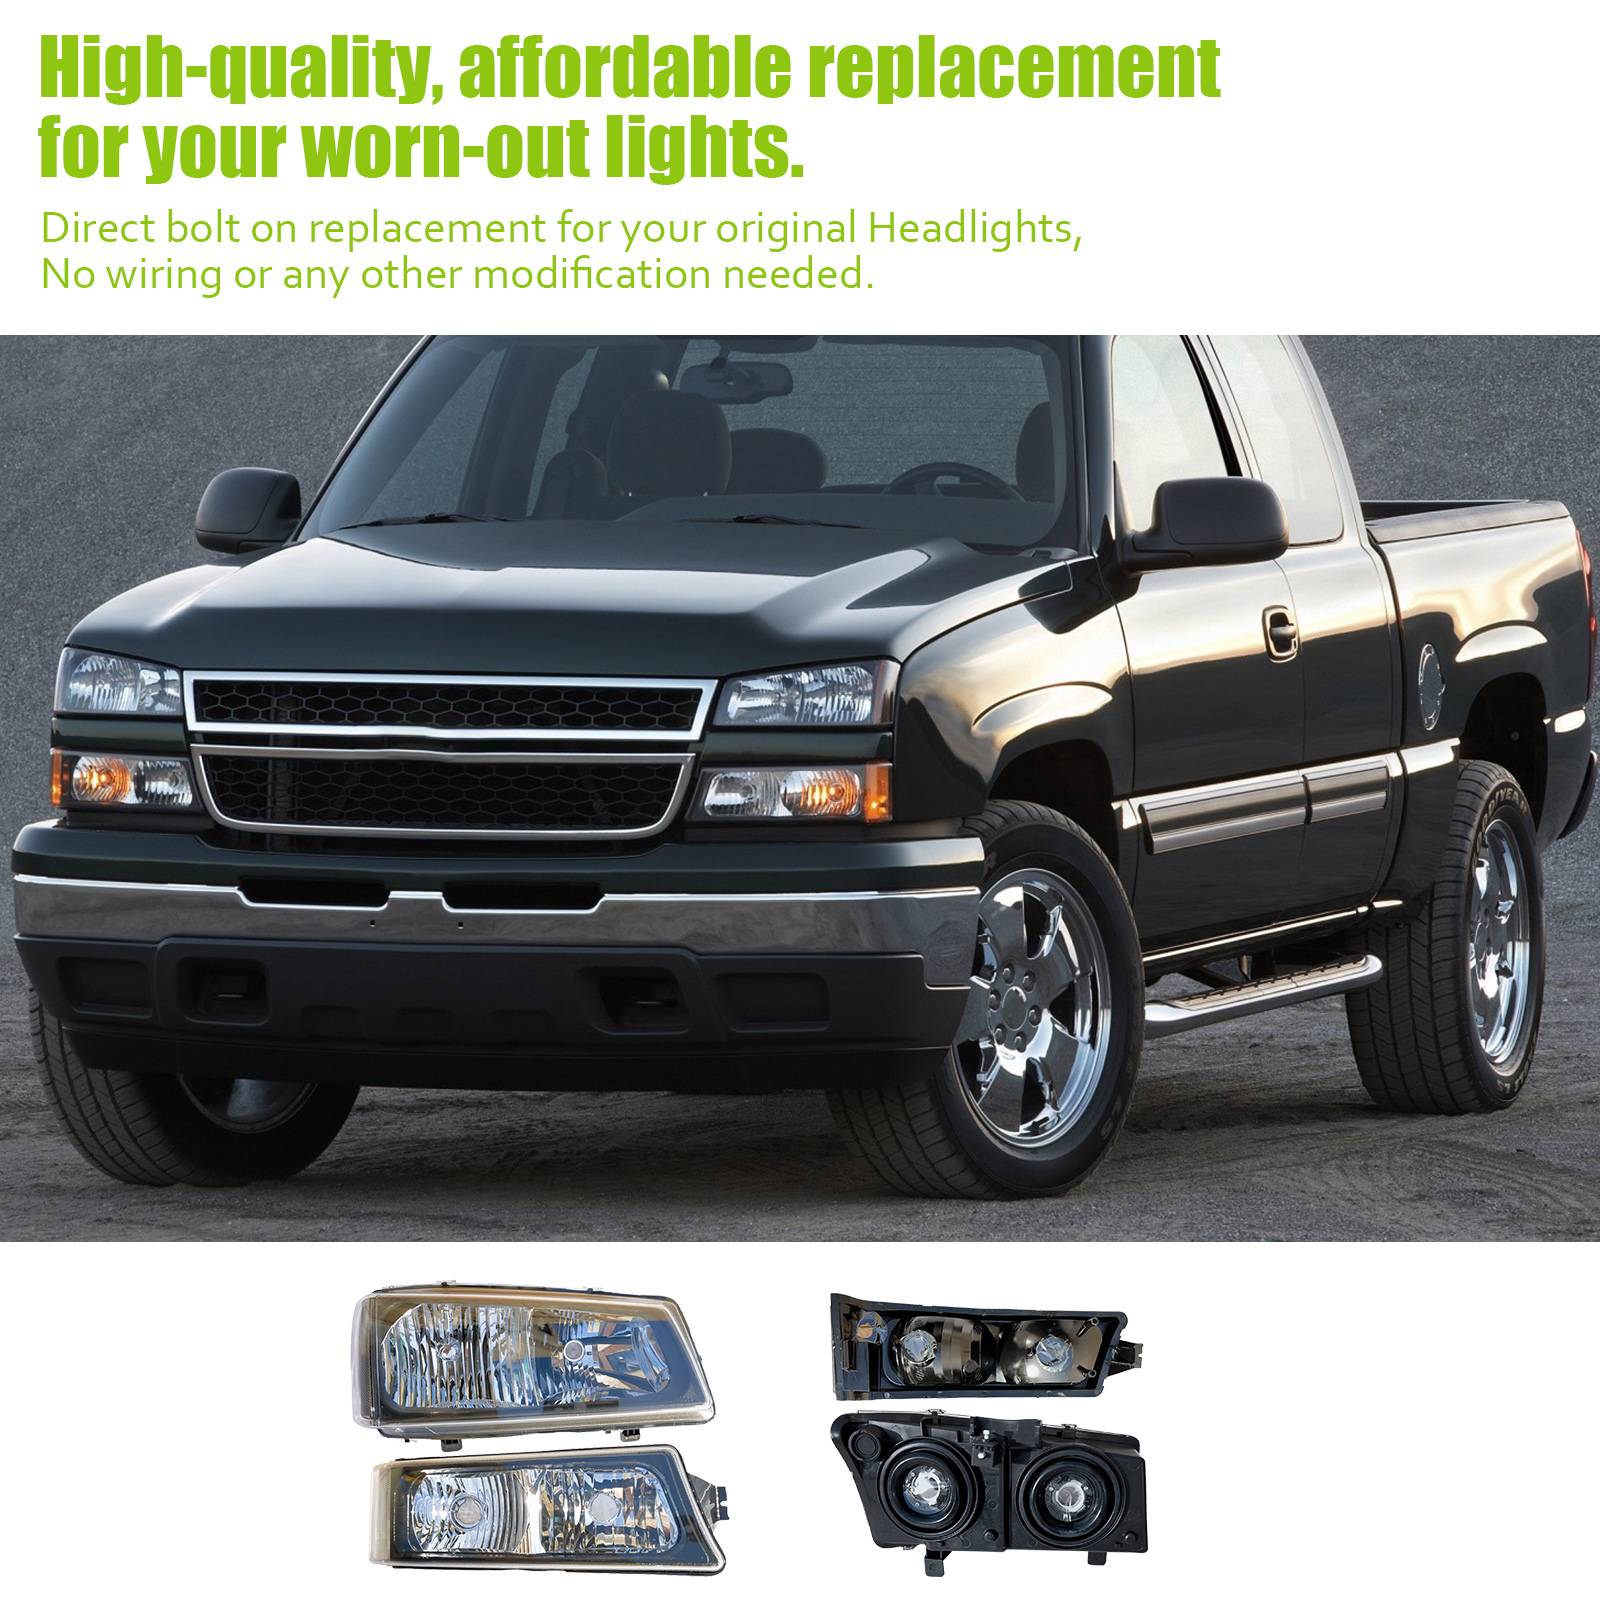 High-quality, affordable replacement
for your worn-out lights.
Direct bolt on replacement for your original Headlights,
No wiring or any other modification needed.